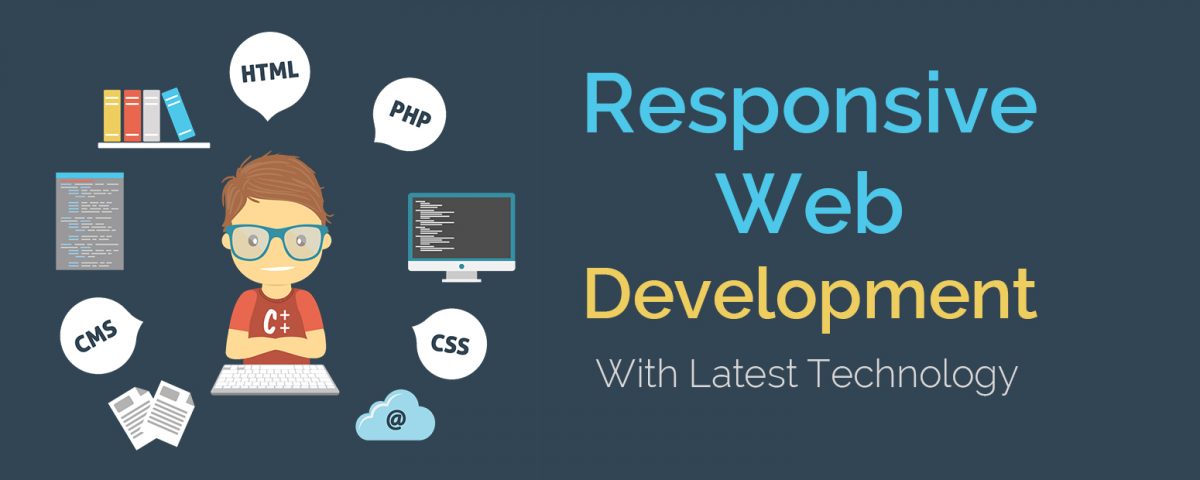 HTML
PHP
CMS
C++
CSS
@
Responsive
Web
Development
With Latest Technology